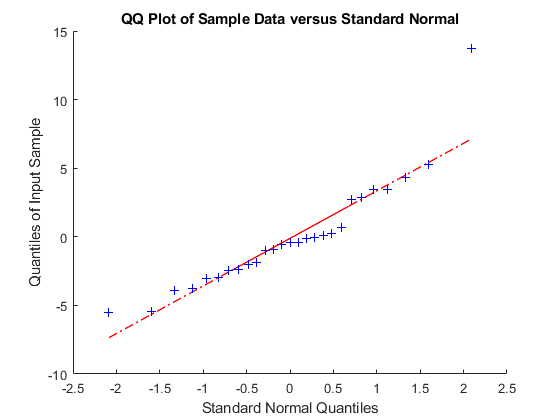 QQ Plot of Sample Data versus Standard Normal
15
10
5
0
-5
-10
Quantiles of Input Sample
-2.5 -2 -1.5 -1 -0.5 0 0.5 1 1.5 2 2.5
Standard Normal Quantiles